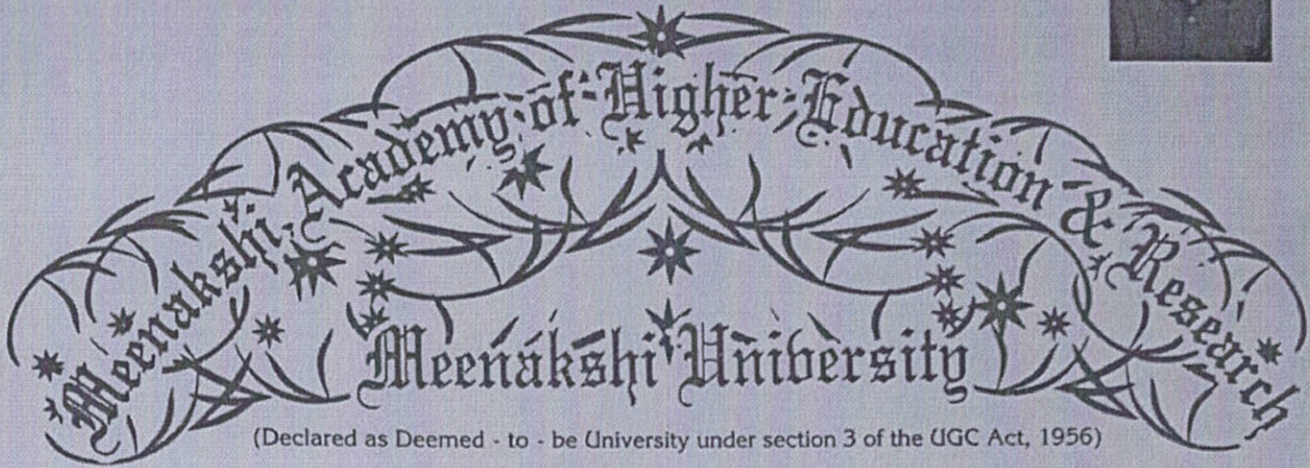 Meenakshi Academy of Higher Education & Research
Meenakshi University
(Declared as Deemed - to - be University under section 3 of the UGC Act, 1956)